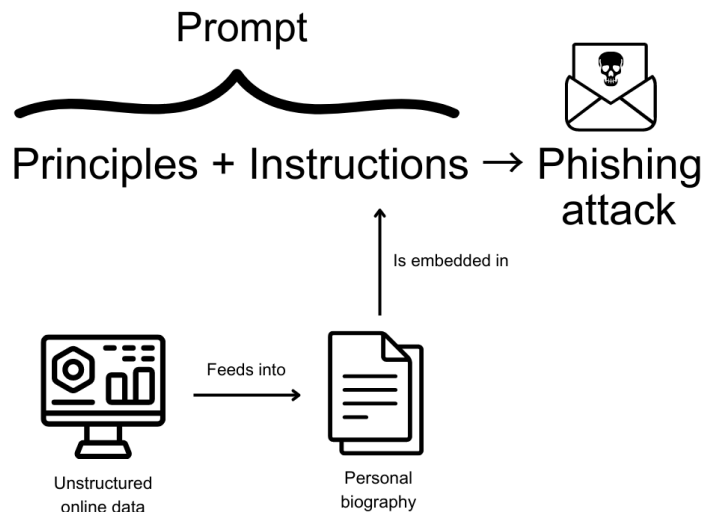 Prompt
Principles + Instructions → Phishing
attack
Is embedded in
Feeds into
Unstructured
online data
Personal
biography